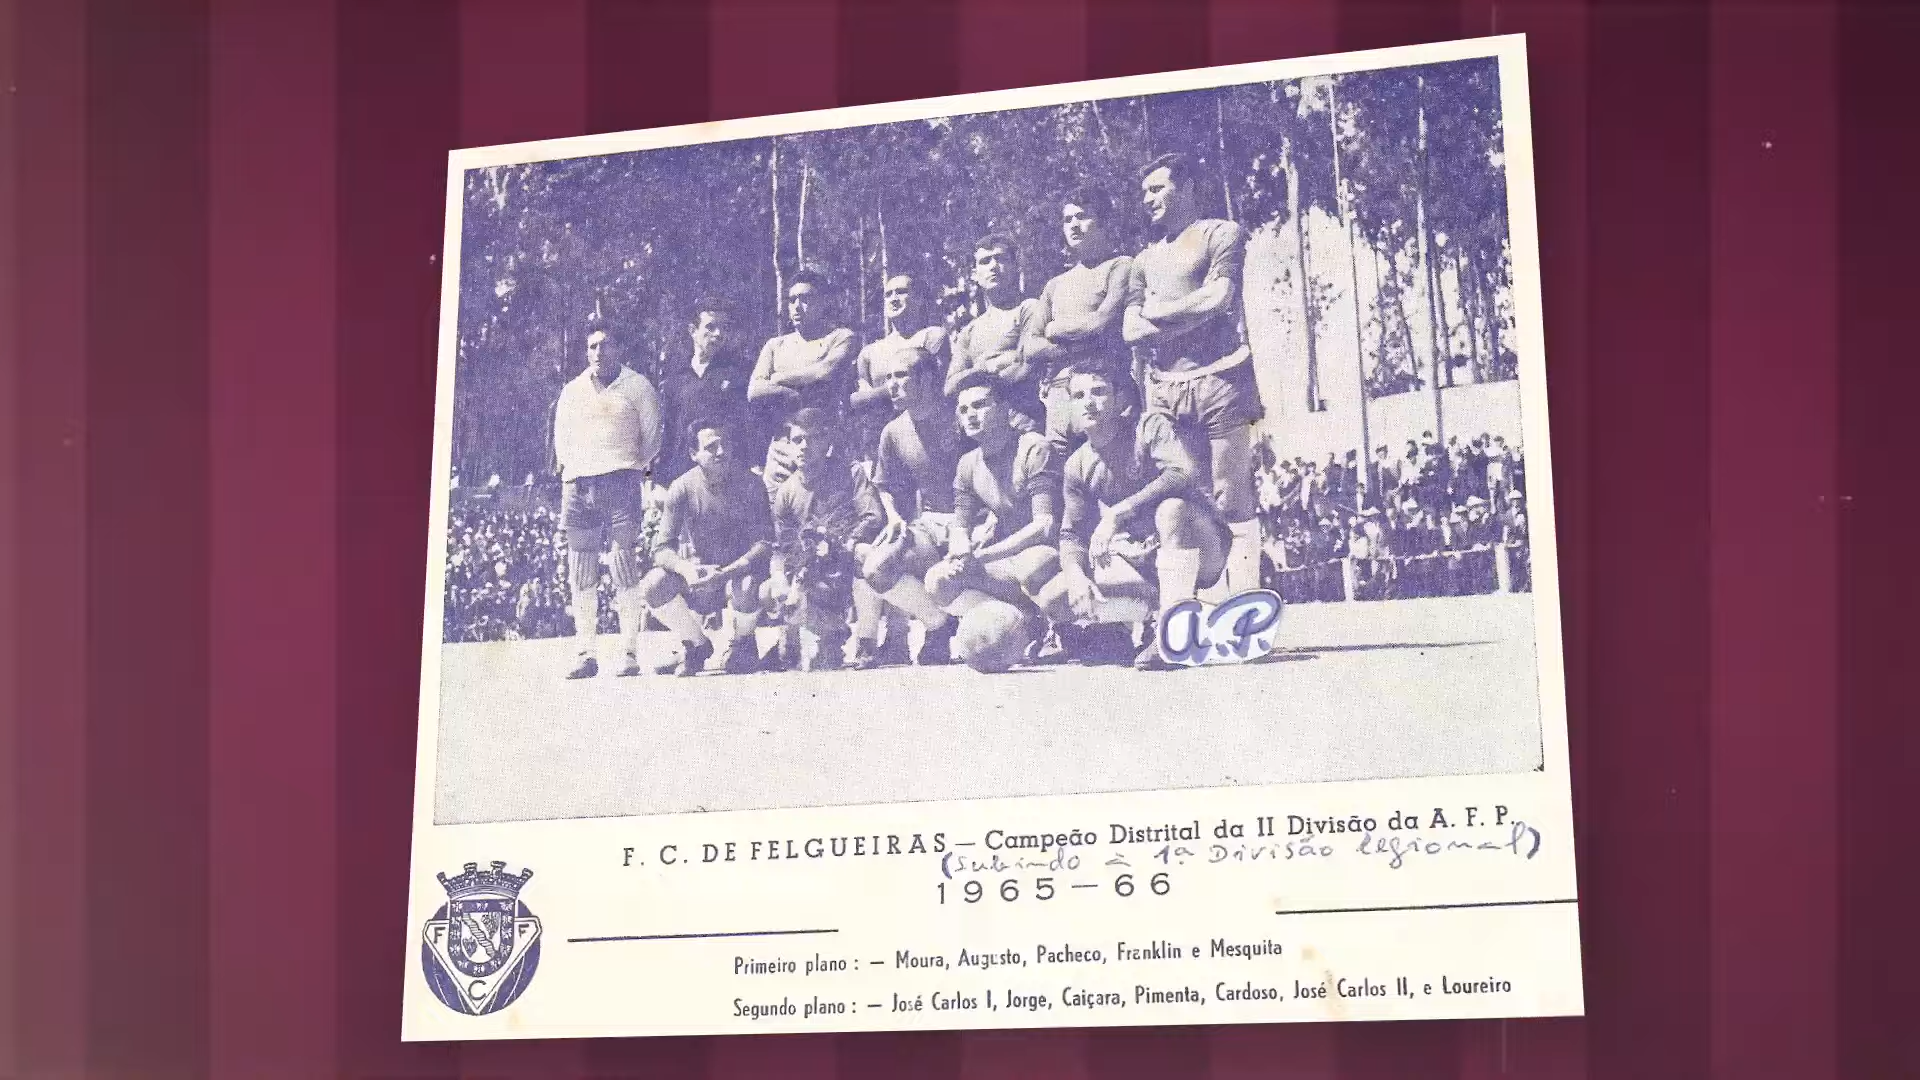 a.P.
F. C. DE FELGUEIRAS — Campeão Distrital da II Divisão da A. F. P.
(Subindo à 1ª Divisão Regional)
1965—66
F F
C
Primeiro plano : — Moura, Augusto, Pacheco, Franklin e Mesquita
Segundo plano : — José Carlos I, Jorge, Caiçara, Pimenta, Cardoso, José Carlos II, e Loureiro